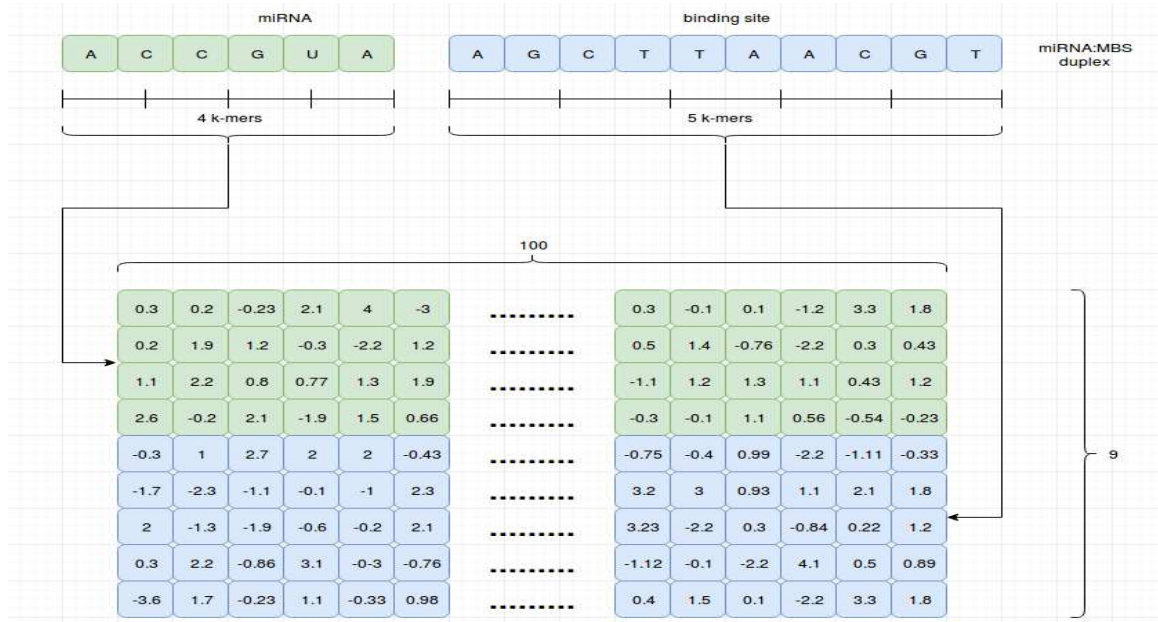 miRNA binding site
A C C G U A A G C T T A A C G T miRNA:MBS
duplex
4 k-mers 5 k-mers
100
0.3 0.2 -0.23 2.1 4 -3 ......... 0.3 -0.1 0.1 -1.2 3.3 1.8
0.2 1.9 1.2 -0.3 -2.2 1.2 ......... 0.5 1.4 -0.76 -2.2 0.3 0.43
1.1 2.2 0.8 0.77 1.3 1.9 ......... -1.1 1.2 1.3 1.1 0.43 1.2
2.6 -0.2 2.1 -1.9 1.5 0.66 ......... -0.3 -0.1 1.1 0.56 -0.54 -0.23
-0.3 1 2.7 2 2 -0.43 ......... -0.75 -0.4 0.99 -2.2 -1.11 -0.33 9
-1.7 -2.3 -1.1 -0.1 -1 2.3 ......... 3.2 3 0.93 1.1 2.1 1.8
2 -1.3 -1.9 -0.6 -0.2 2.1 ......... 3.23 -2.2 0.3 -0.84 0.22 1.2
0.3 2.2 -0.86 3.1 -0-3 -0.76 ......... -1.12 -0.1 -2.2 4.1 0.5 0.89
-3.6 1.7 -0.23 1.1 -0.33 0.98 ......... 0.4 1.5 0.1 -2.2 3.3 1.8